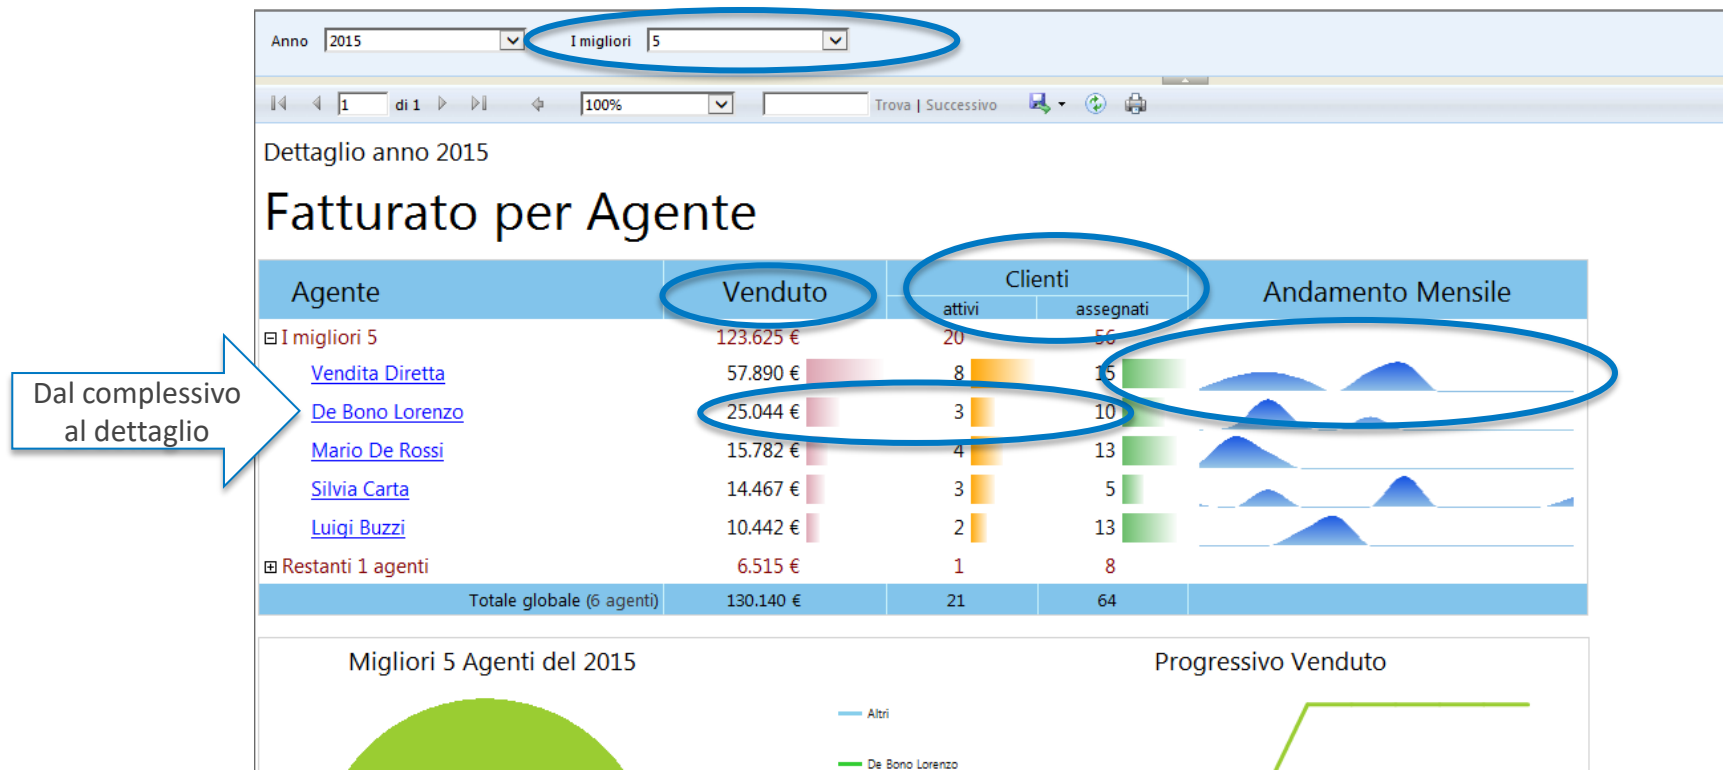 Anno 2015 I migliori 5
1 di 1 100% Trova | Successivo
Dettaglio anno 2015
Fatturato per Agente
Agente Venduto Clienti Andamento Mensile
attivi assegnati
I migliori 5 123.625 € 20 56
Vendita Diretta 57.890 € 8 15
Dal complessivo
al dettaglio
De Bono Lorenzo 25.044 € 3 10
Mario De Rossi 15.782 € 4 13
Silvia Carta 14.467 € 3 5
Luigi Buzzi 10.442 € 2 13
Restanti 1 agenti 6.515 € 1 8
Totale globale (6 agenti) 130.140 € 21 64
Migliori 5 Agenti del 2015 Progressivo Venduto
Altri
De Bono Lorenzo